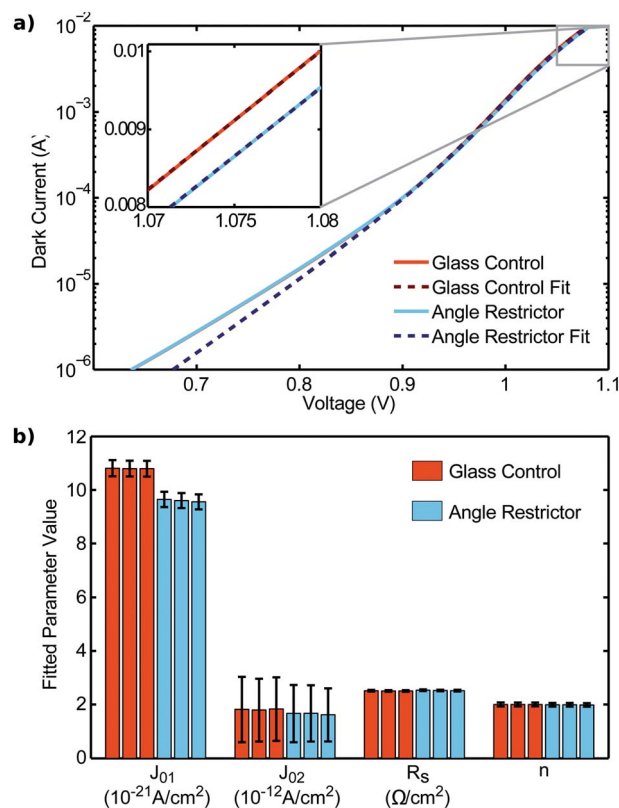 a)
10⁻²
10⁻³
10⁻⁴
10⁻⁵
10⁻⁶
Dark Current (A)
0.01
0.009
0.008
1.07
1.075
1.08
Glass Control
Glass Control Fit
Angle Restrictor
Angle Restrictor Fit
0.7
0.8
0.9
1
1.1
Voltage (V)
b)
12
10
8
6
4
2
0
Fitted Parameter Value
Glass Control
Angle Restrictor
J₀₁
(10⁻²¹A/cm²)
J₀₂
(10⁻¹²A/cm²)
Rₛ
(Ω/cm²)
n